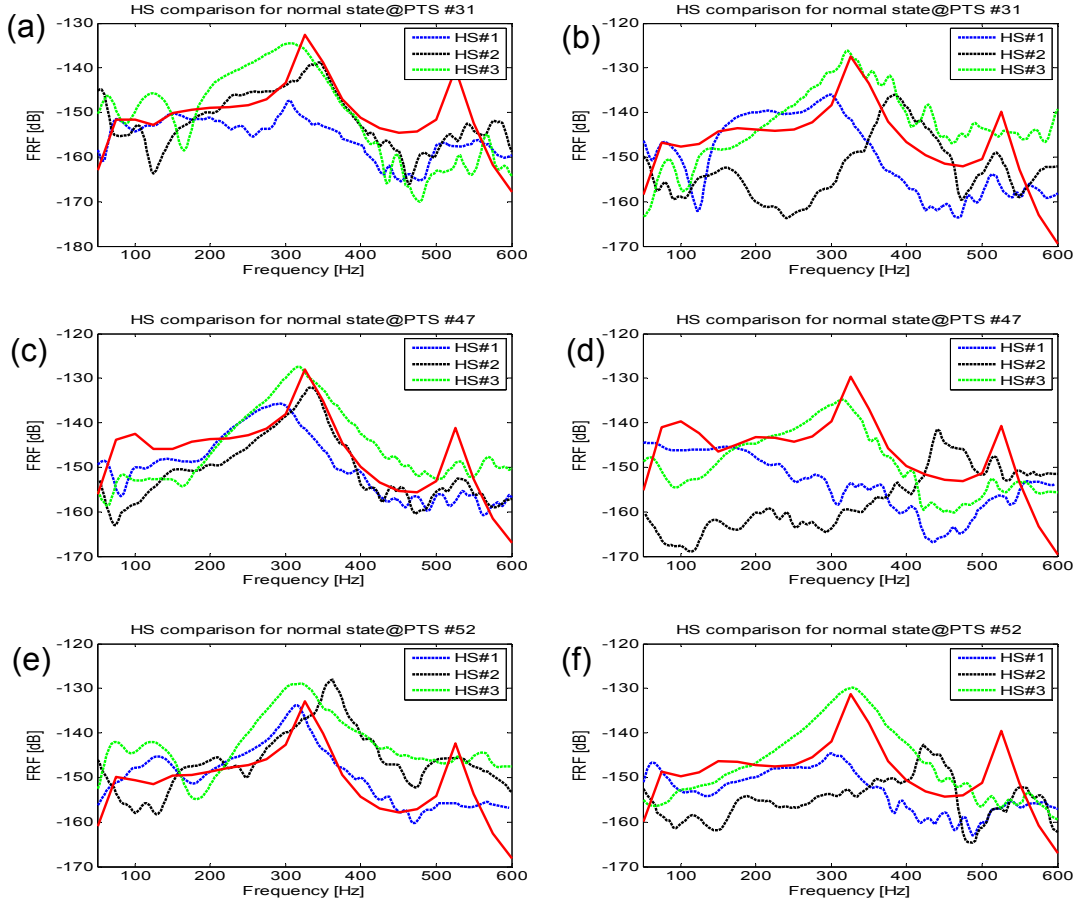 (a)
HS comparison for normal state@PTS #31
-130
-140
-150
-160
-170
-180
FRF [dB]
100 200 300 400 500 600
Frequency [Hz]
HS#1
HS#2
HS#3
(b)
HS comparison for normal state@PTS #31
-120
-130
-140
-150
-160
-170
FRF [dB]
100 200 300 400 500 600
Frequency [Hz]
HS#1
HS#2
HS#3
(c)
HS comparison for normal state@PTS #47
-120
-130
-140
-150
-160
-170
FRF [dB]
100 200 300 400 500 600
Frequency [Hz]
HS#1
HS#2
HS#3
(d)
HS comparison for normal state@PTS #47
-120
-130
-140
-150
-160
-170
FRF [dB]
100 200 300 400 500 600
Frequency [Hz]
HS#1
HS#2
HS#3
(e)
HS comparison for normal state@PTS #52
-120
-130
-140
-150
-160
-170
FRF [dB]
100 200 300 400 500 600
Frequency [Hz]
HS#1
HS#2
HS#3
(f)
HS comparison for normal state@PTS #52
-120
-130
-140
-150
-160
-170
FRF [dB]
100 200 300 400 500 600
Frequency [Hz]
HS#1
HS#2
HS#3